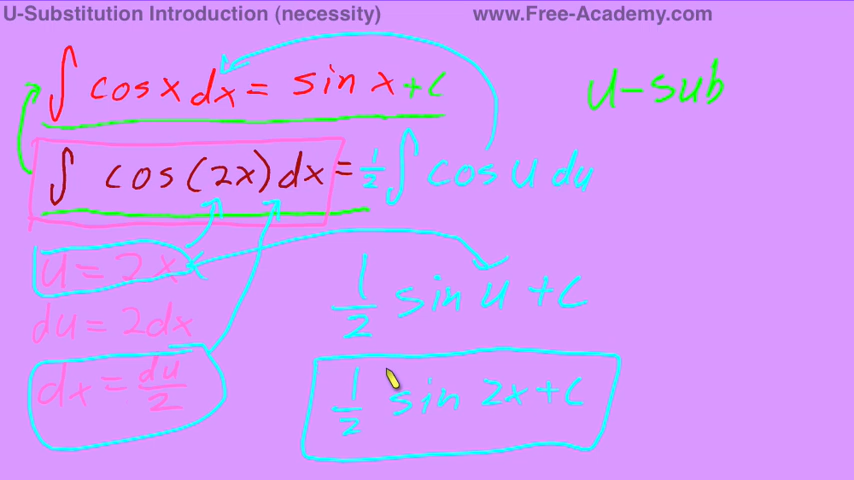 U-Substitution Introduction (necessity) www.Free-Academy.com
∫ cosx dx = sin x + C
u-sub
∫ cos(2x) dx = 1/2 ∫ cos u du
u = 2x
du = 2dx
dx = du/2
1/2 sin u + C
1/2 sin 2x + C